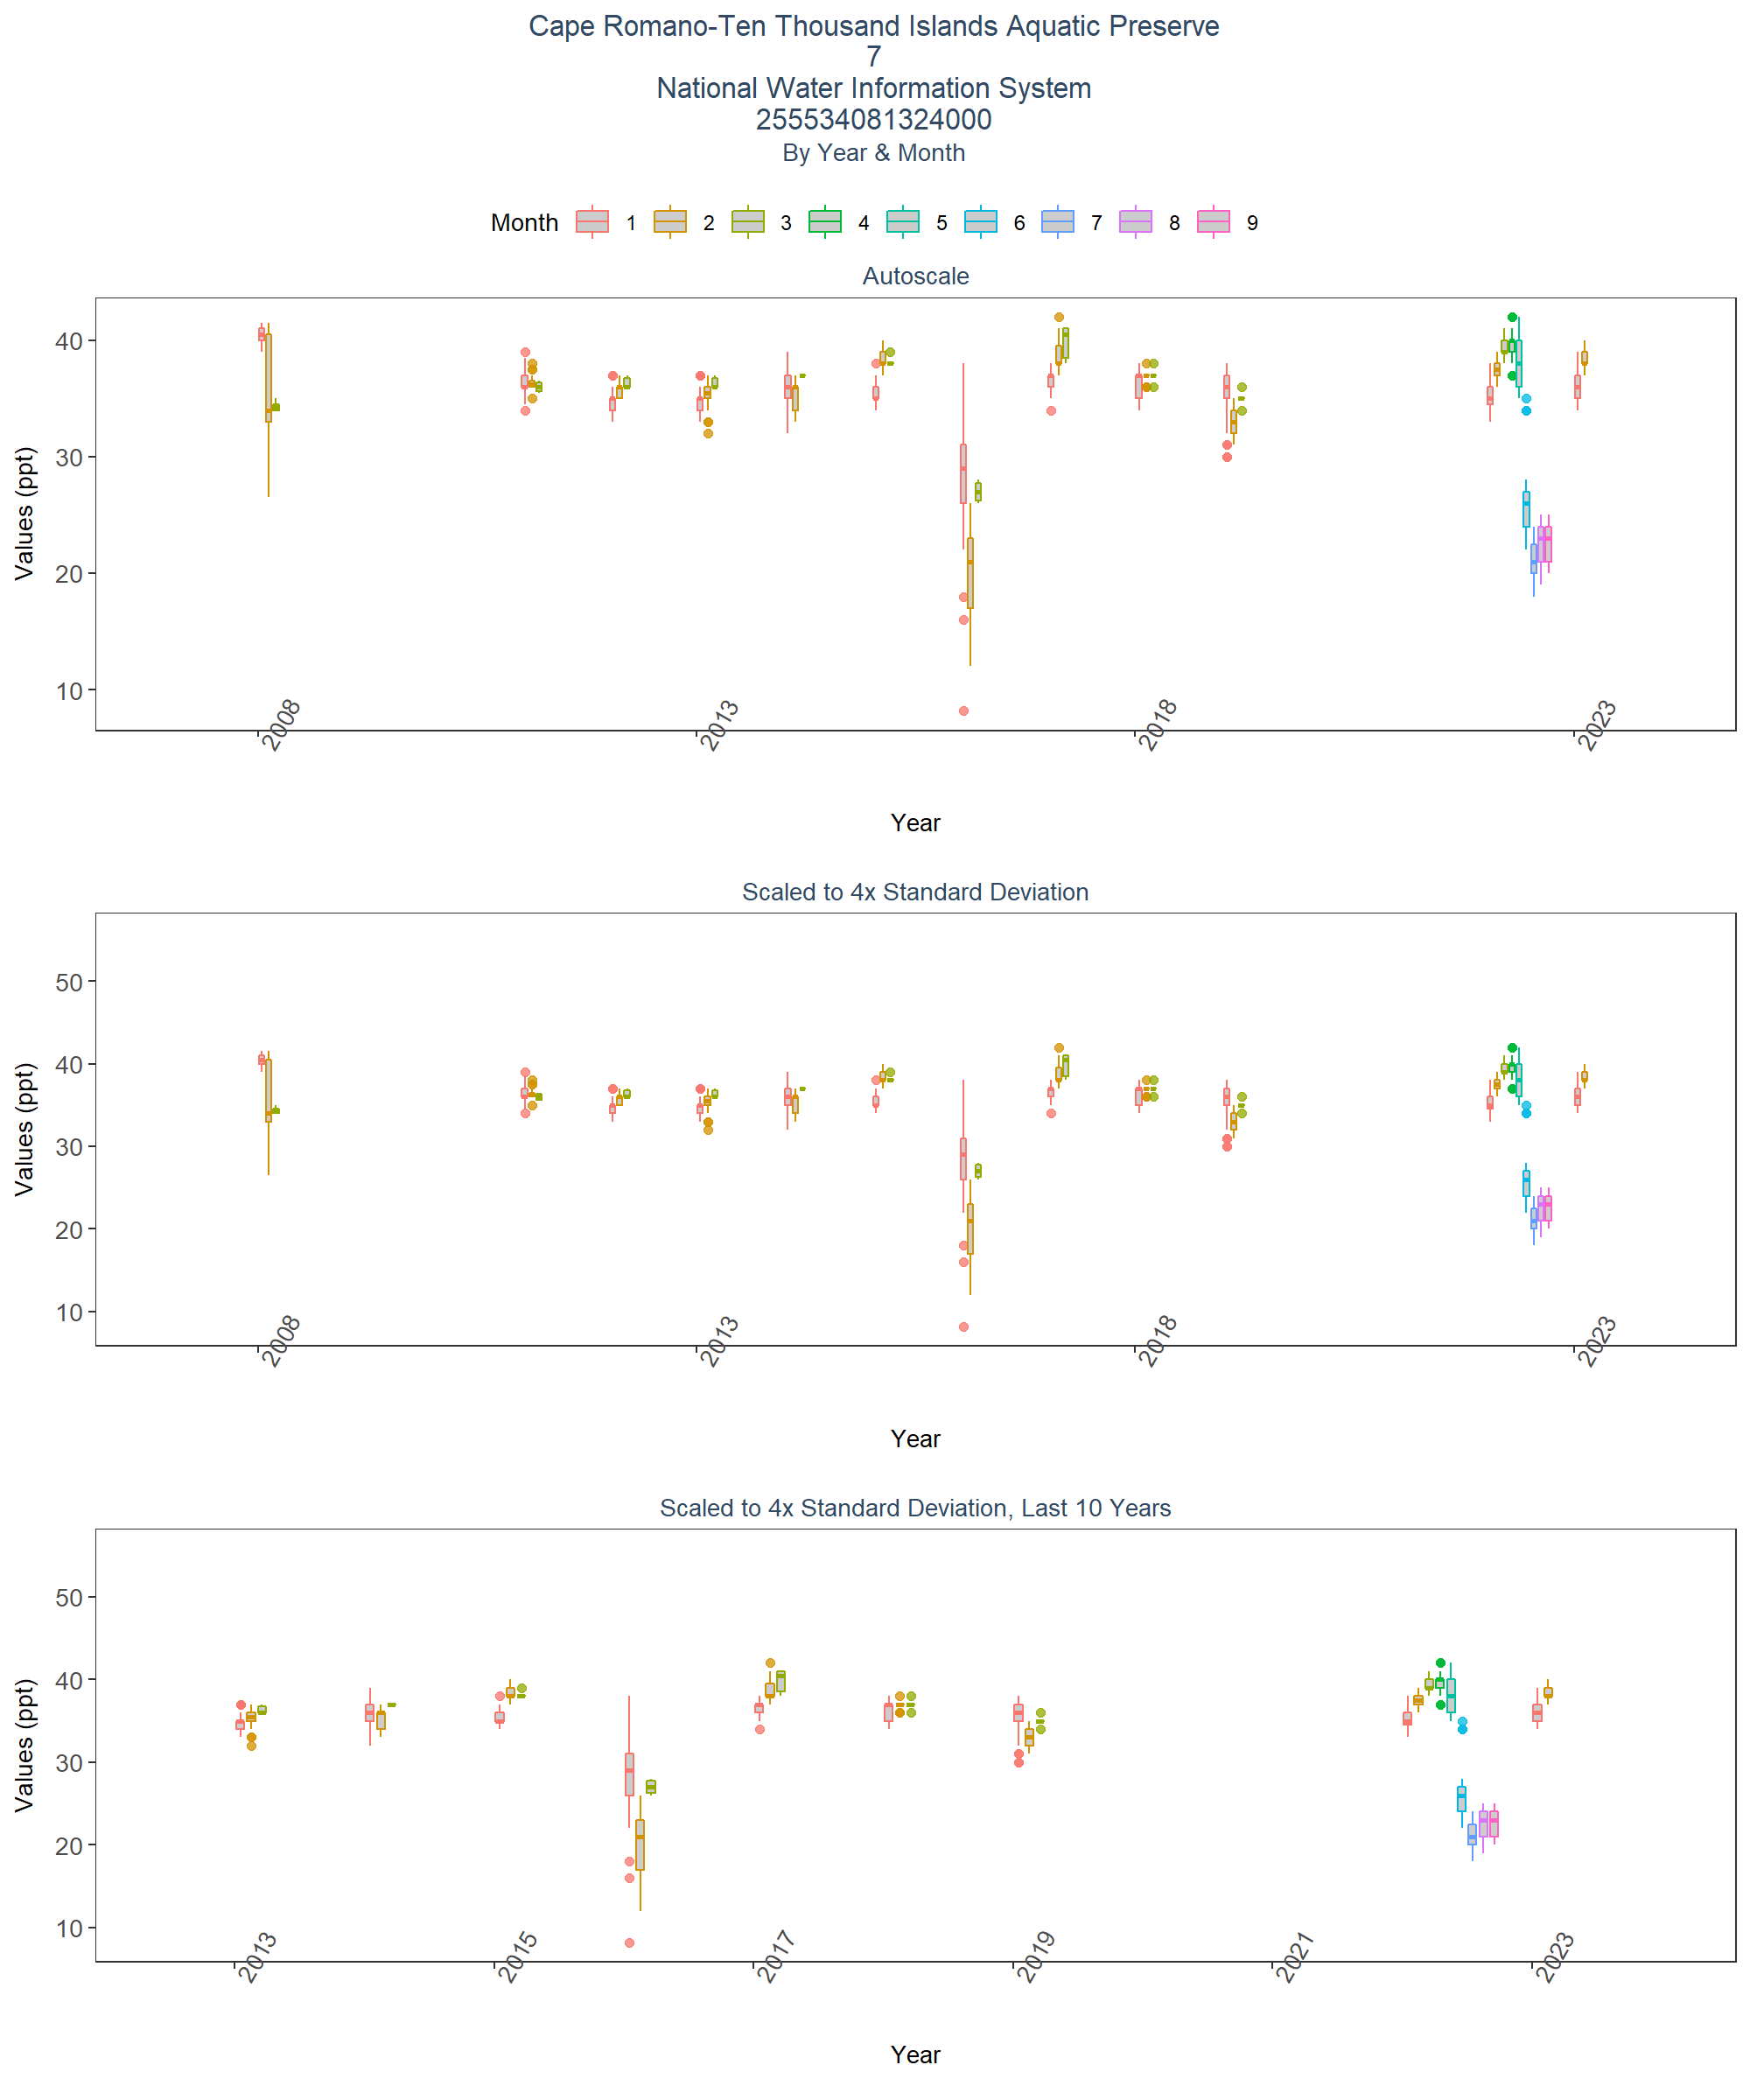 Cape Romano-Ten Thousand Islands Aquatic Preserve
7
National Water Information System
255534081324000
By Year & Month
Month 1 2 3 4 5 6 7 8 9
Autoscale
Values (ppt)
40
30
20
10
2008 2013 2018 2023
Year
Scaled to 4x Standard Deviation
Values (ppt)
50
40
30
20
10
2008 2013 2018 2023
Year
Scaled to 4x Standard Deviation, Last 10 Years
Values (ppt)
50
40
30
20
10
2013 2015 2017 2019 2021 2023
Year